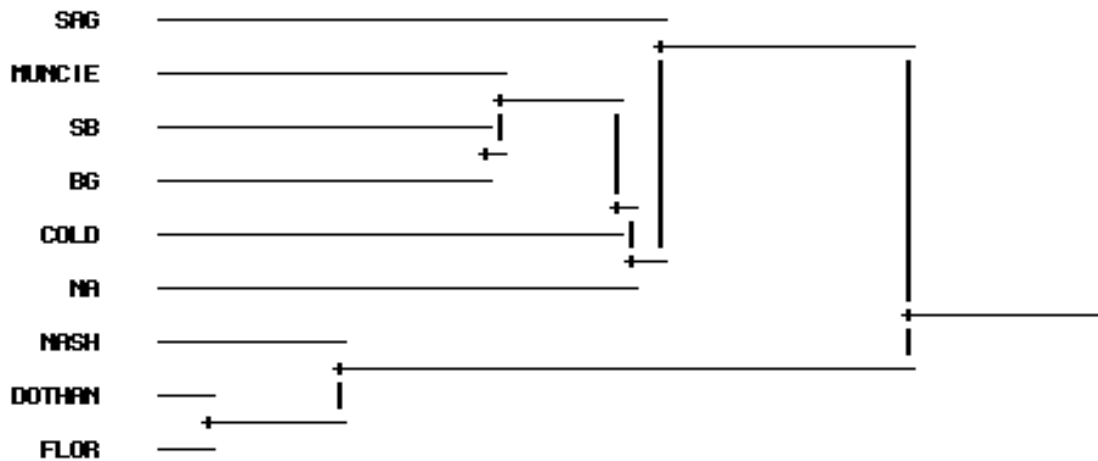 SAG
MUNCIE
SB
BG
COLD
NA
NASH
DOTHAN
FLOR